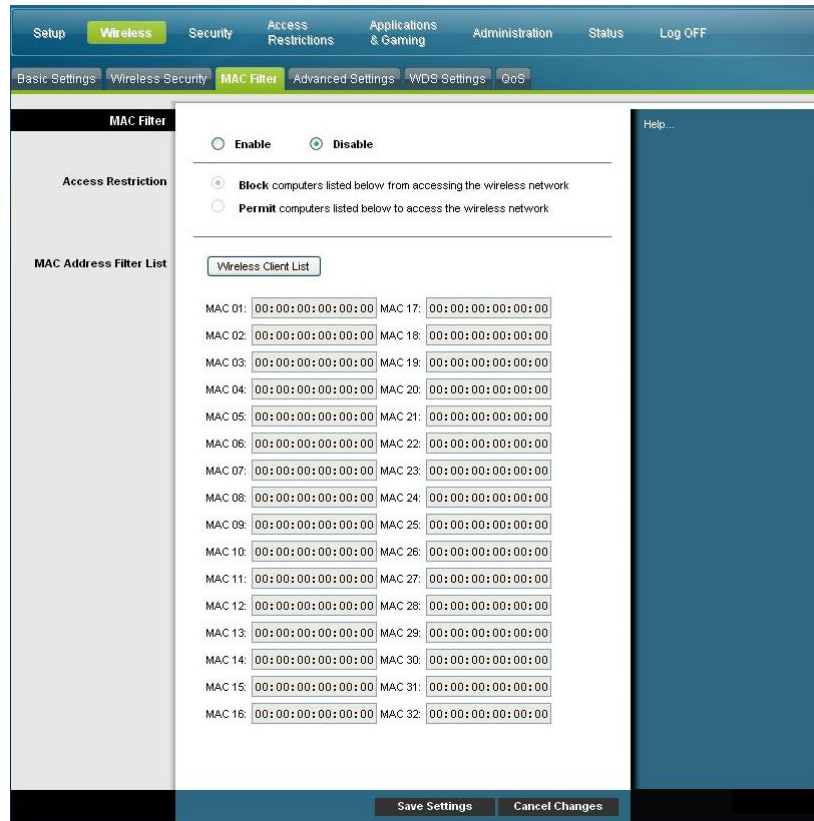 Setup Wireless Security Access Restrictions Applications & Gaming Administration Status Log OFF
Basic Settings Wireless Security MAC Filter Advanced Settings WDS Settings QoS
MAC Filter
Help...
Enable Disable
Access Restriction
Block computers listed below from accessing the wireless network
Permit computers listed below to access the wireless network
MAC Address Filter List
Wireless Client List
MAC 01: 00:00:00:00:00:00 MAC 17: 00:00:00:00:00:00
MAC 02: 00:00:00:00:00:00 MAC 18: 00:00:00:00:00:00
MAC 03: 00:00:00:00:00:00 MAC 19: 00:00:00:00:00:00
MAC 04: 00:00:00:00:00:00 MAC 20: 00:00:00:00:00:00
MAC 05: 00:00:00:00:00:00 MAC 21: 00:00:00:00:00:00
MAC 06: 00:00:00:00:00:00 MAC 22: 00:00:00:00:00:00
MAC 07: 00:00:00:00:00:00 MAC 23: 00:00:00:00:00:00
MAC 08: 00:00:00:00:00:00 MAC 24: 00:00:00:00:00:00
MAC 09: 00:00:00:00:00:00 MAC 25: 00:00:00:00:00:00
MAC 10: 00:00:00:00:00:00 MAC 26: 00:00:00:00:00:00
MAC 11: 00:00:00:00:00:00 MAC 27: 00:00:00:00:00:00
MAC 12: 00:00:00:00:00:00 MAC 28: 00:00:00:00:00:00
MAC 13: 00:00:00:00:00:00 MAC 29: 00:00:00:00:00:00
MAC 14: 00:00:00:00:00:00 MAC 30: 00:00:00:00:00:00
MAC 15: 00:00:00:00:00:00 MAC 31: 00:00:00:00:00:00
MAC 16: 00:00:00:00:00:00 MAC 32: 00:00:00:00:00:00
Save Settings Cancel Changes